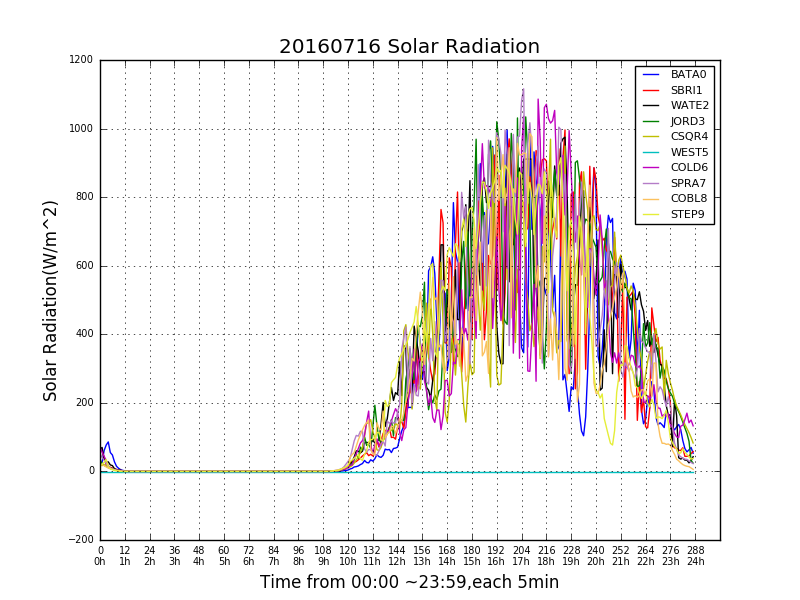 20160716 Solar Radiation
1200
1000
800
600
400
200
0
−200
Solar Radiation(W/m^2)
BATA0
SBRI1
WATE2
JORD3
CSQR4
WEST5
COLD6
SPRA7
COBL8
STEP9
0 12 24 36 48 60 72 84 96 108 120 132 144 156 168 180 192 204 216 228 240 252 264 276 288
0h 1h 2h 3h 4h 5h 6h 7h 8h 9h 10h 11h 12h 13h 14h 15h 16h 17h 18h 19h 20h 21h 22h 23h 24h
Time from 00:00 ~23:59,each 5min